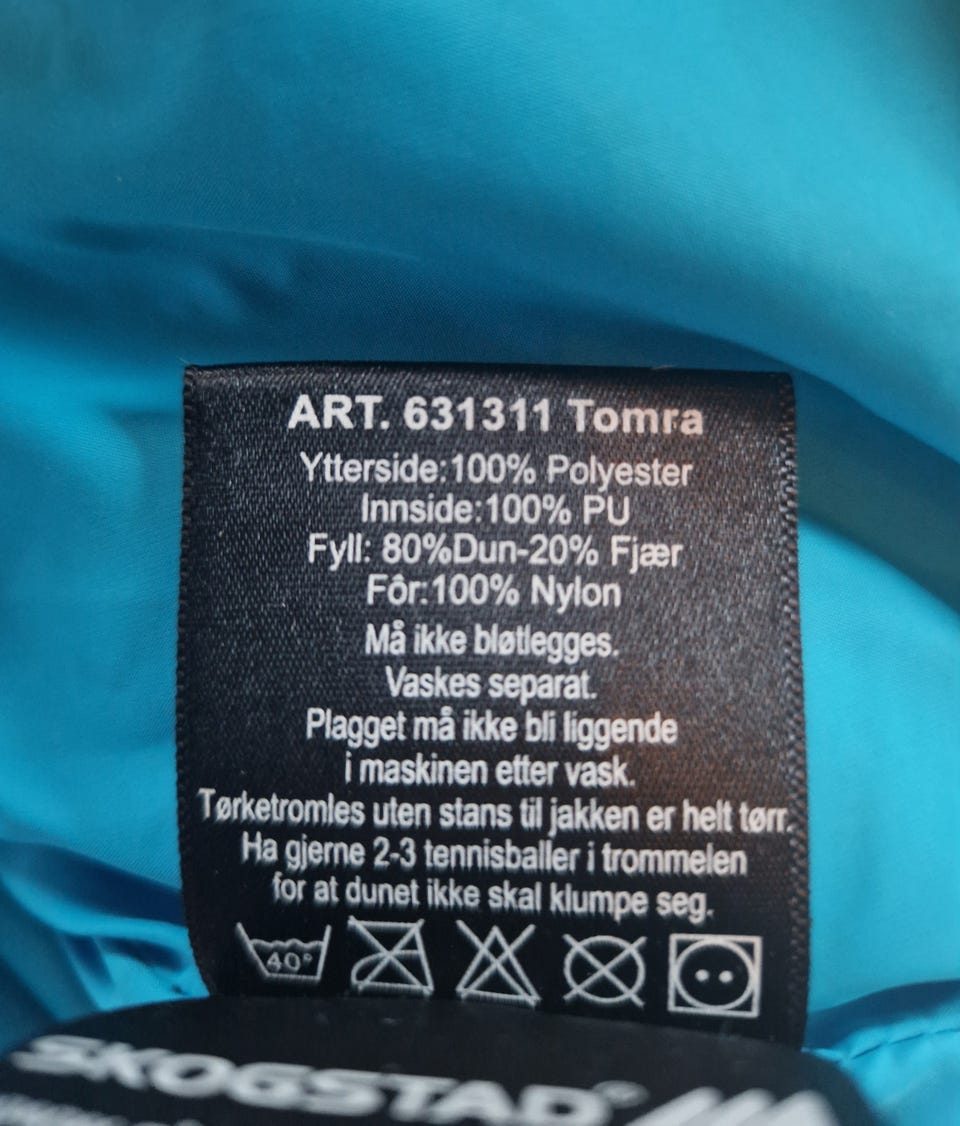 ART. 631311 Tomra
Ytterside:100% Polyester
Innside:100% PU
Fyll: 80%Dun-20% Fjær
Fôr:100% Nylon
Må ikke bløtlegges.
Vaskes separat.
Plagget må ikke bli liggende
i maskinen etter vask.
Tørketromles uten stans til jakken er helt tørr.
Ha gjerne 2-3 tennisballer i trommelen
for at dunet ikke skal klumpe seg.
40°
SKOGSTAD®